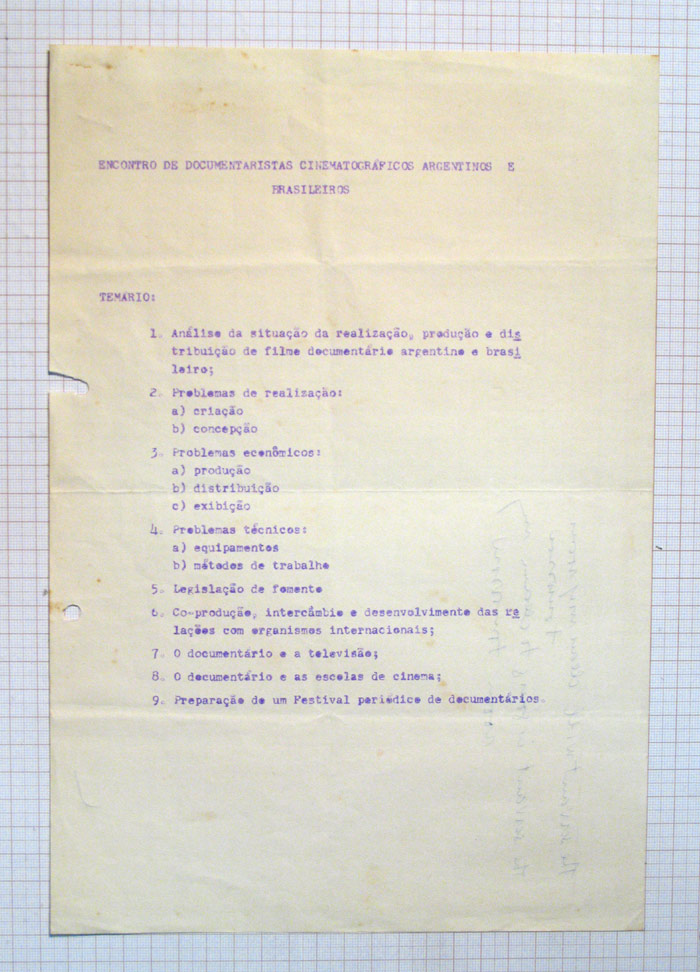 ENCONTRO DE DOCUMENTARISTAS CINEMATOGRÁFICOS ARGENTINOS E
BRASILEIROS
TEMÁRIO:
1. Análise da situação da realização, produção e dis
tribuição de filme documentário argentino e brasi
leiro;
2. Problemas de realização:
a) criação
b) concepção
3. Problemas econômicos:
a) produção
b) distribuição
c) exibição
4. Problemas técnicos:
a) equipamentos
b) métodos de trabalho
5. Legislação de fomento
6. Co-produção, intercâmbio e desenvolvimento das re
lações com organismos internacionais;
7. O documentário e a televisão;
8. O documentário e as escolas de cinema;
9. Preparação de um Festival periódico de documentários.